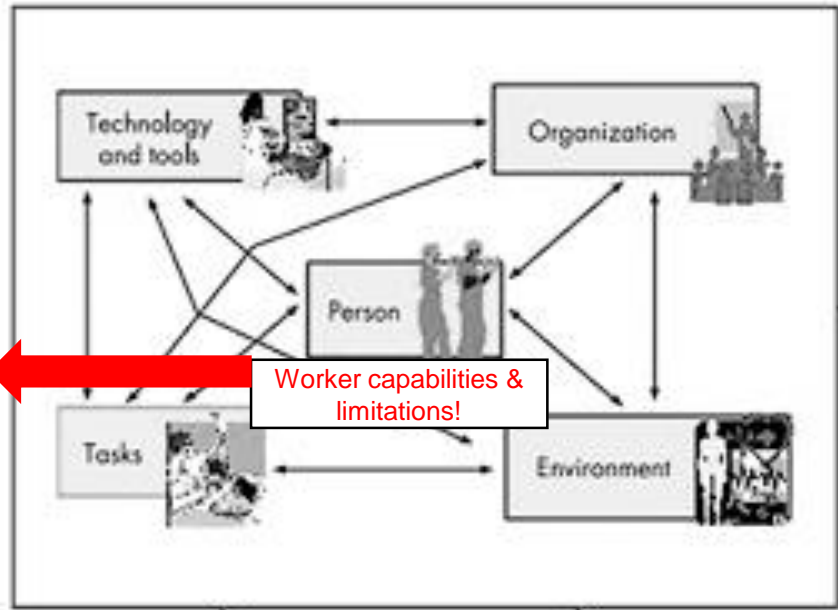 Technology
and tools
Organization
Person
Worker capabilities &
limitations!
Tasks
Environment